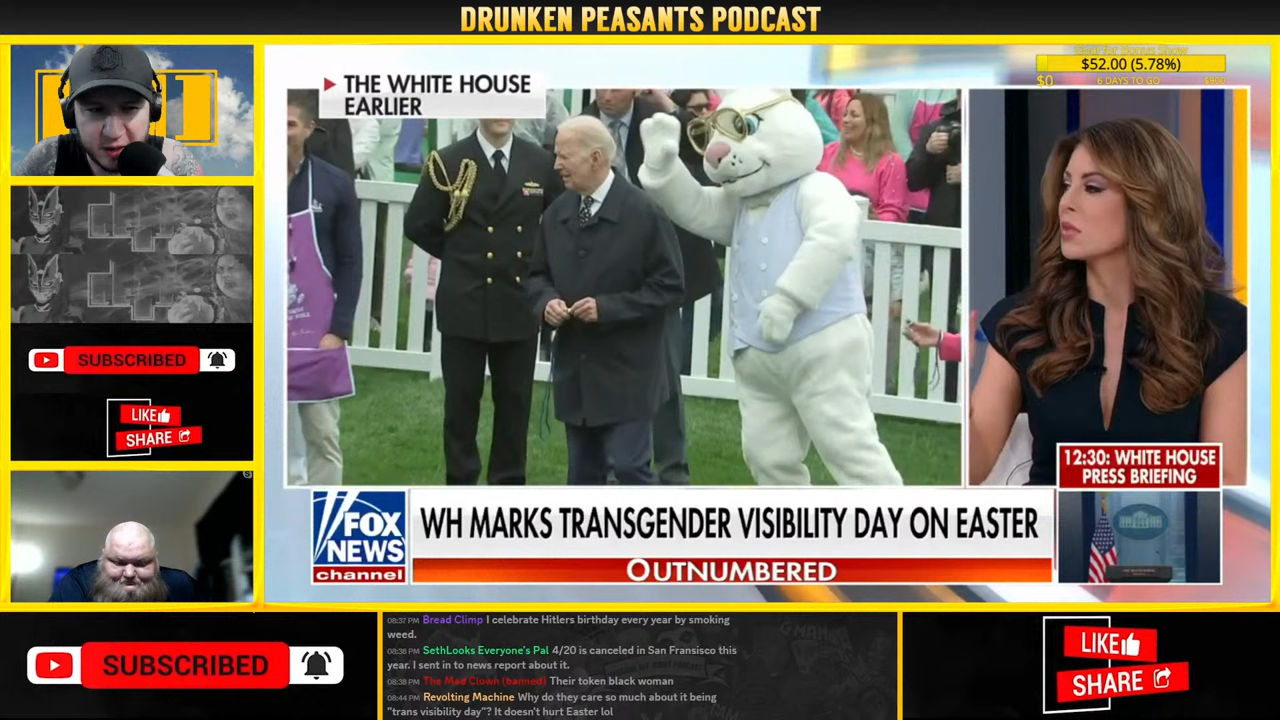 DRUNKEN PEASANTS PODCAST
THE WHITE HOUSE
EARLIER
Goal for Bonus Show
$52.00 (5.78%)
$0
6 DAYS TO GO
$900
SUBSCRIBED
LIKE
SHARE
12:30: WHITE HOUSE
PRESS BRIEFING
FOX
NEWS
channel
WH MARKS TRANSGENDER VISIBILITY DAY ON EASTER
OUTNUMBERED
SUBSCRIBED
08:37 PM Bread Climp I celebrate Hitlers birthday every year by smoking
weed.
08:38 PM SethLooks Everyone's Pal 4/20 is canceled in San Fransisco this
year. I sent in to news report about it.
08:38 PM The Mad Clown (banned) Their token black woman
08:44 PM Revolting Machine Why do they care so much about it being
"trans visibility day"? It doesn't hurt Easter lol
LIKE
SHARE